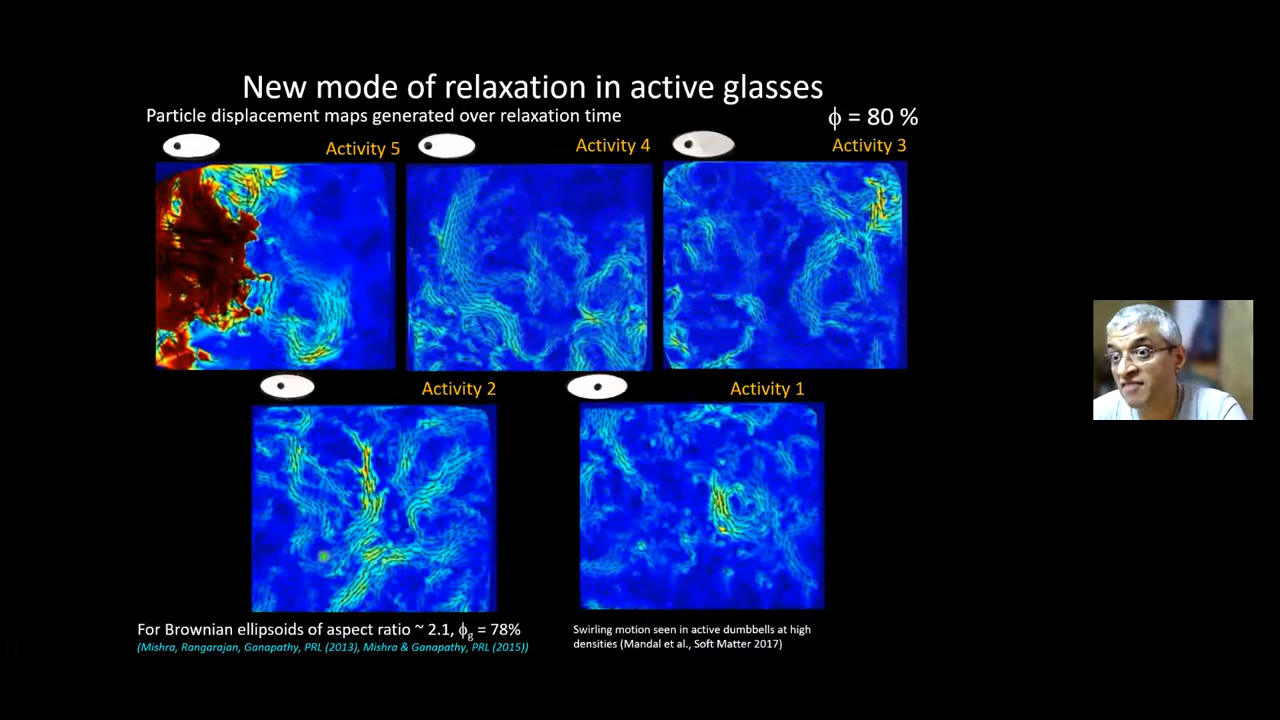 New mode of relaxation in active glasses
Particle displacement maps generated over relaxation time
ϕ = 80 %
Activity 5
Activity 4
Activity 3
Activity 2
Activity 1
For Brownian ellipsoids of aspect ratio ~ 2.1, ϕg = 78%
(Mishra, Rangarajan, Ganapathy, PRL (2013), Mishra & Ganapathy, PRL (2015))
Swirling motion seen in active dumbbells at high
densities (Mandal et al., Soft Matter 2017)